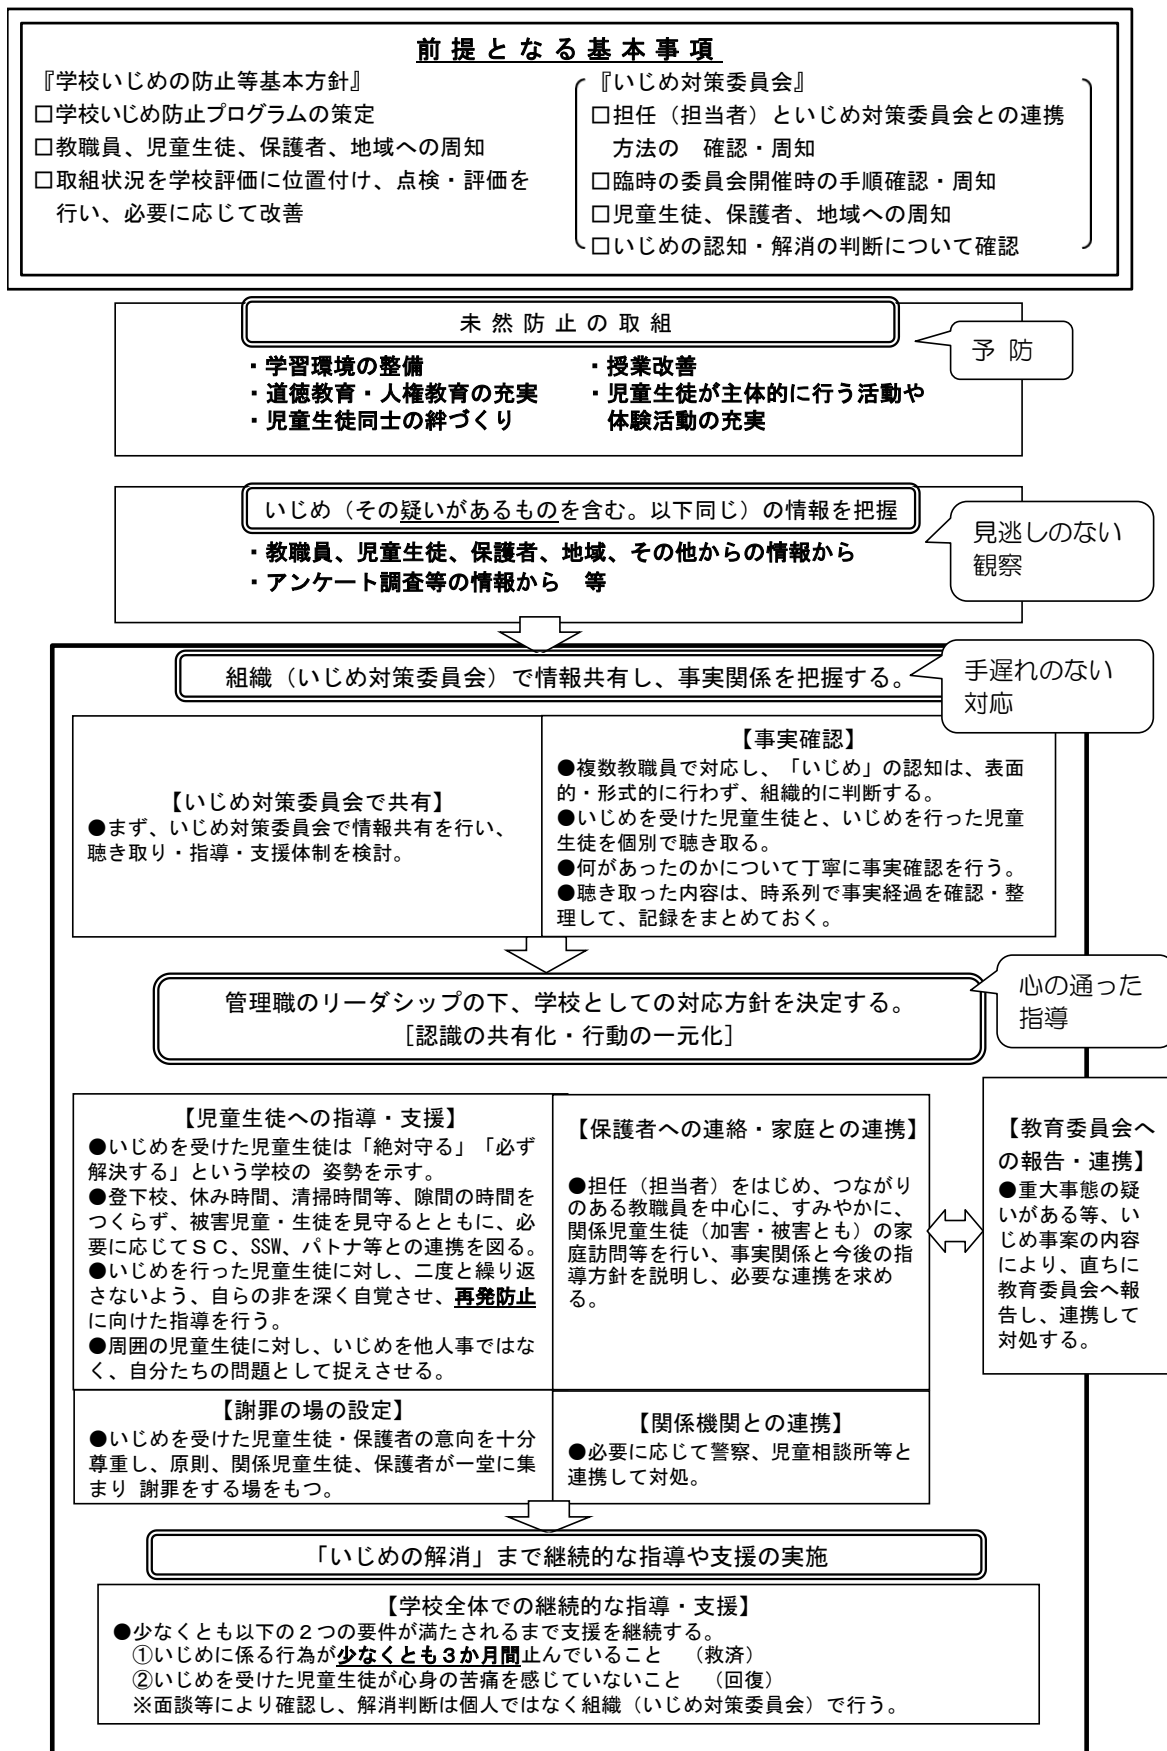 前提となる基本事項
『学校いじめの防止等基本方針』
□学校いじめ防止プログラムの策定
□教職員、児童生徒、保護者、地域への周知
□取組状況を学校評価に位置付け、点検・評価を
行い、必要に応じて改善
『いじめ対策委員会』
□担任（担当者）といじめ対策委員会との連携
方法の　確認・周知
□臨時の委員会開催時の手順確認・周知
□児童生徒、保護者、地域への周知
□いじめの認知・解消の判断について確認
未然防止の取組
予 防
・学習環境の整備
・道徳教育・人権教育の充実
・児童生徒同士の絆づくり
・授業改善
・児童生徒が主体的に行う活動や
体験活動の充実
いじめ（その疑いがあるものを含む。以下同じ）の情報を把握
見逃しのない
観察
・教職員、児童生徒、保護者、地域、その他からの情報から
・アンケート調査等の情報から　等
組織（いじめ対策委員会）で情報共有し、事実関係を把握する。
手遅れのない
対応
【いじめ対策委員会で共有】
●まず、いじめ対策委員会で情報共有を行い、
聴き取り・指導・支援体制を検討。
【事実確認】
●複数教職員で対応し、「いじめ」の認知は、表面
的・形式的に行わず、組織的に判断する。
●いじめを受けた児童生徒と、いじめを行った児童
生徒を個別で聴き取る。
●何があったのかについて丁寧に事実確認を行う。
●聴き取った内容は、時系列で事実経過を確認・整
理して、記録をまとめておく。
管理職のリーダシップの下、学校としての対応方針を決定する。
［認識の共有化・行動の一元化］
心の通った
指導
【児童生徒への指導・支援】
●いじめを受けた児童生徒は「絶対守る」「必ず
解決する」という学校の 姿勢を示す。
●登下校、休み時間、清掃時間等、隙間の時間を
つくらず、被害児童・生徒を見守るとともに、必
要に応じてＳＣ、SSW、パトナ等との連携を図る。
●いじめを行った児童生徒に対し、二度と繰り返
さないよう、自らの非を深く自覚させ、再発防止
に向けた指導を行う。
●周囲の児童生徒に対し、いじめを他人事ではな
く、自分たちの問題として捉えさせる。
【保護者への連絡・家庭との連携】
●担任（担当者）をはじめ、つながり
のある教職員を中心に、すみやかに、
関係児童生徒（加害・被害とも）の家
庭訪問等を行い、事実関係と今後の指
導方針を説明し、必要な連携を求め
る。
【教育委員会へ
の報告・連携】
●重大事態の疑
いがある等、い
じめ事案の内容
により、直ちに
教育委員会へ報
告し、連携して
対処する。
【謝罪の場の設定】
●いじめを受けた児童生徒・保護者の意向を十分
尊重し、原則、関係児童生徒、保護者が一堂に集
まり 謝罪をする場をもつ。
【関係機関との連携】
●必要に応じて警察、児童相談所等と
連携して対処。
「いじめの解消」まで継続的な指導や支援の実施
【学校全体での継続的な指導・支援】
●少なくとも以下の２つの要件が満たされるまで支援を継続する。
①いじめに係る行為が少なくとも３か月間止んでいること　（救済）
②いじめを受けた児童生徒が心身の苦痛を感じていないこと　（回復）
※面談等により確認し、解消判断は個人ではなく組織（いじめ対策委員会）で行う。